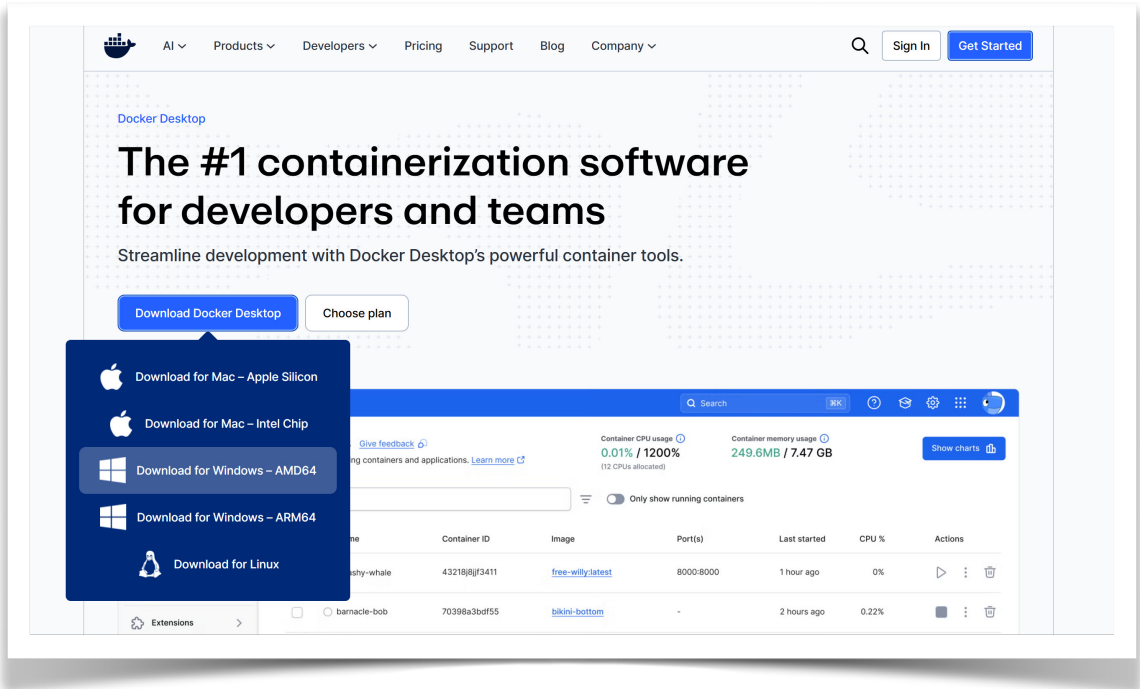 AI Products Developers Pricing Support Blog Company Sign In Get Started
Docker Desktop
The #1 containerization software
for developers and teams
Streamline development with Docker Desktop's powerful container tools.
Download Docker Desktop Choose plan
Download for Mac – Apple Silicon
Download for Mac – Intel Chip
Download for Windows – AMD64
Download for Windows – ARM64
Download for Linux
Search ⌘K
Give feedback
ng containers and applications. Learn more
Container CPU usage
0.01% / 1200%
(12 CPUs allocated)
Container memory usage
249.6MB / 7.47 GB
Show charts
Only show running containers
me Container ID Image Port(s) Last started CPU % Actions
ashy-whale 43218j8jjf3411 free-willy:latest 8000:8000 1 hour ago 0%
barnacle-bob 70398a3bdf55 bikini-bottom - 2 hours ago 0.22%
Extensions